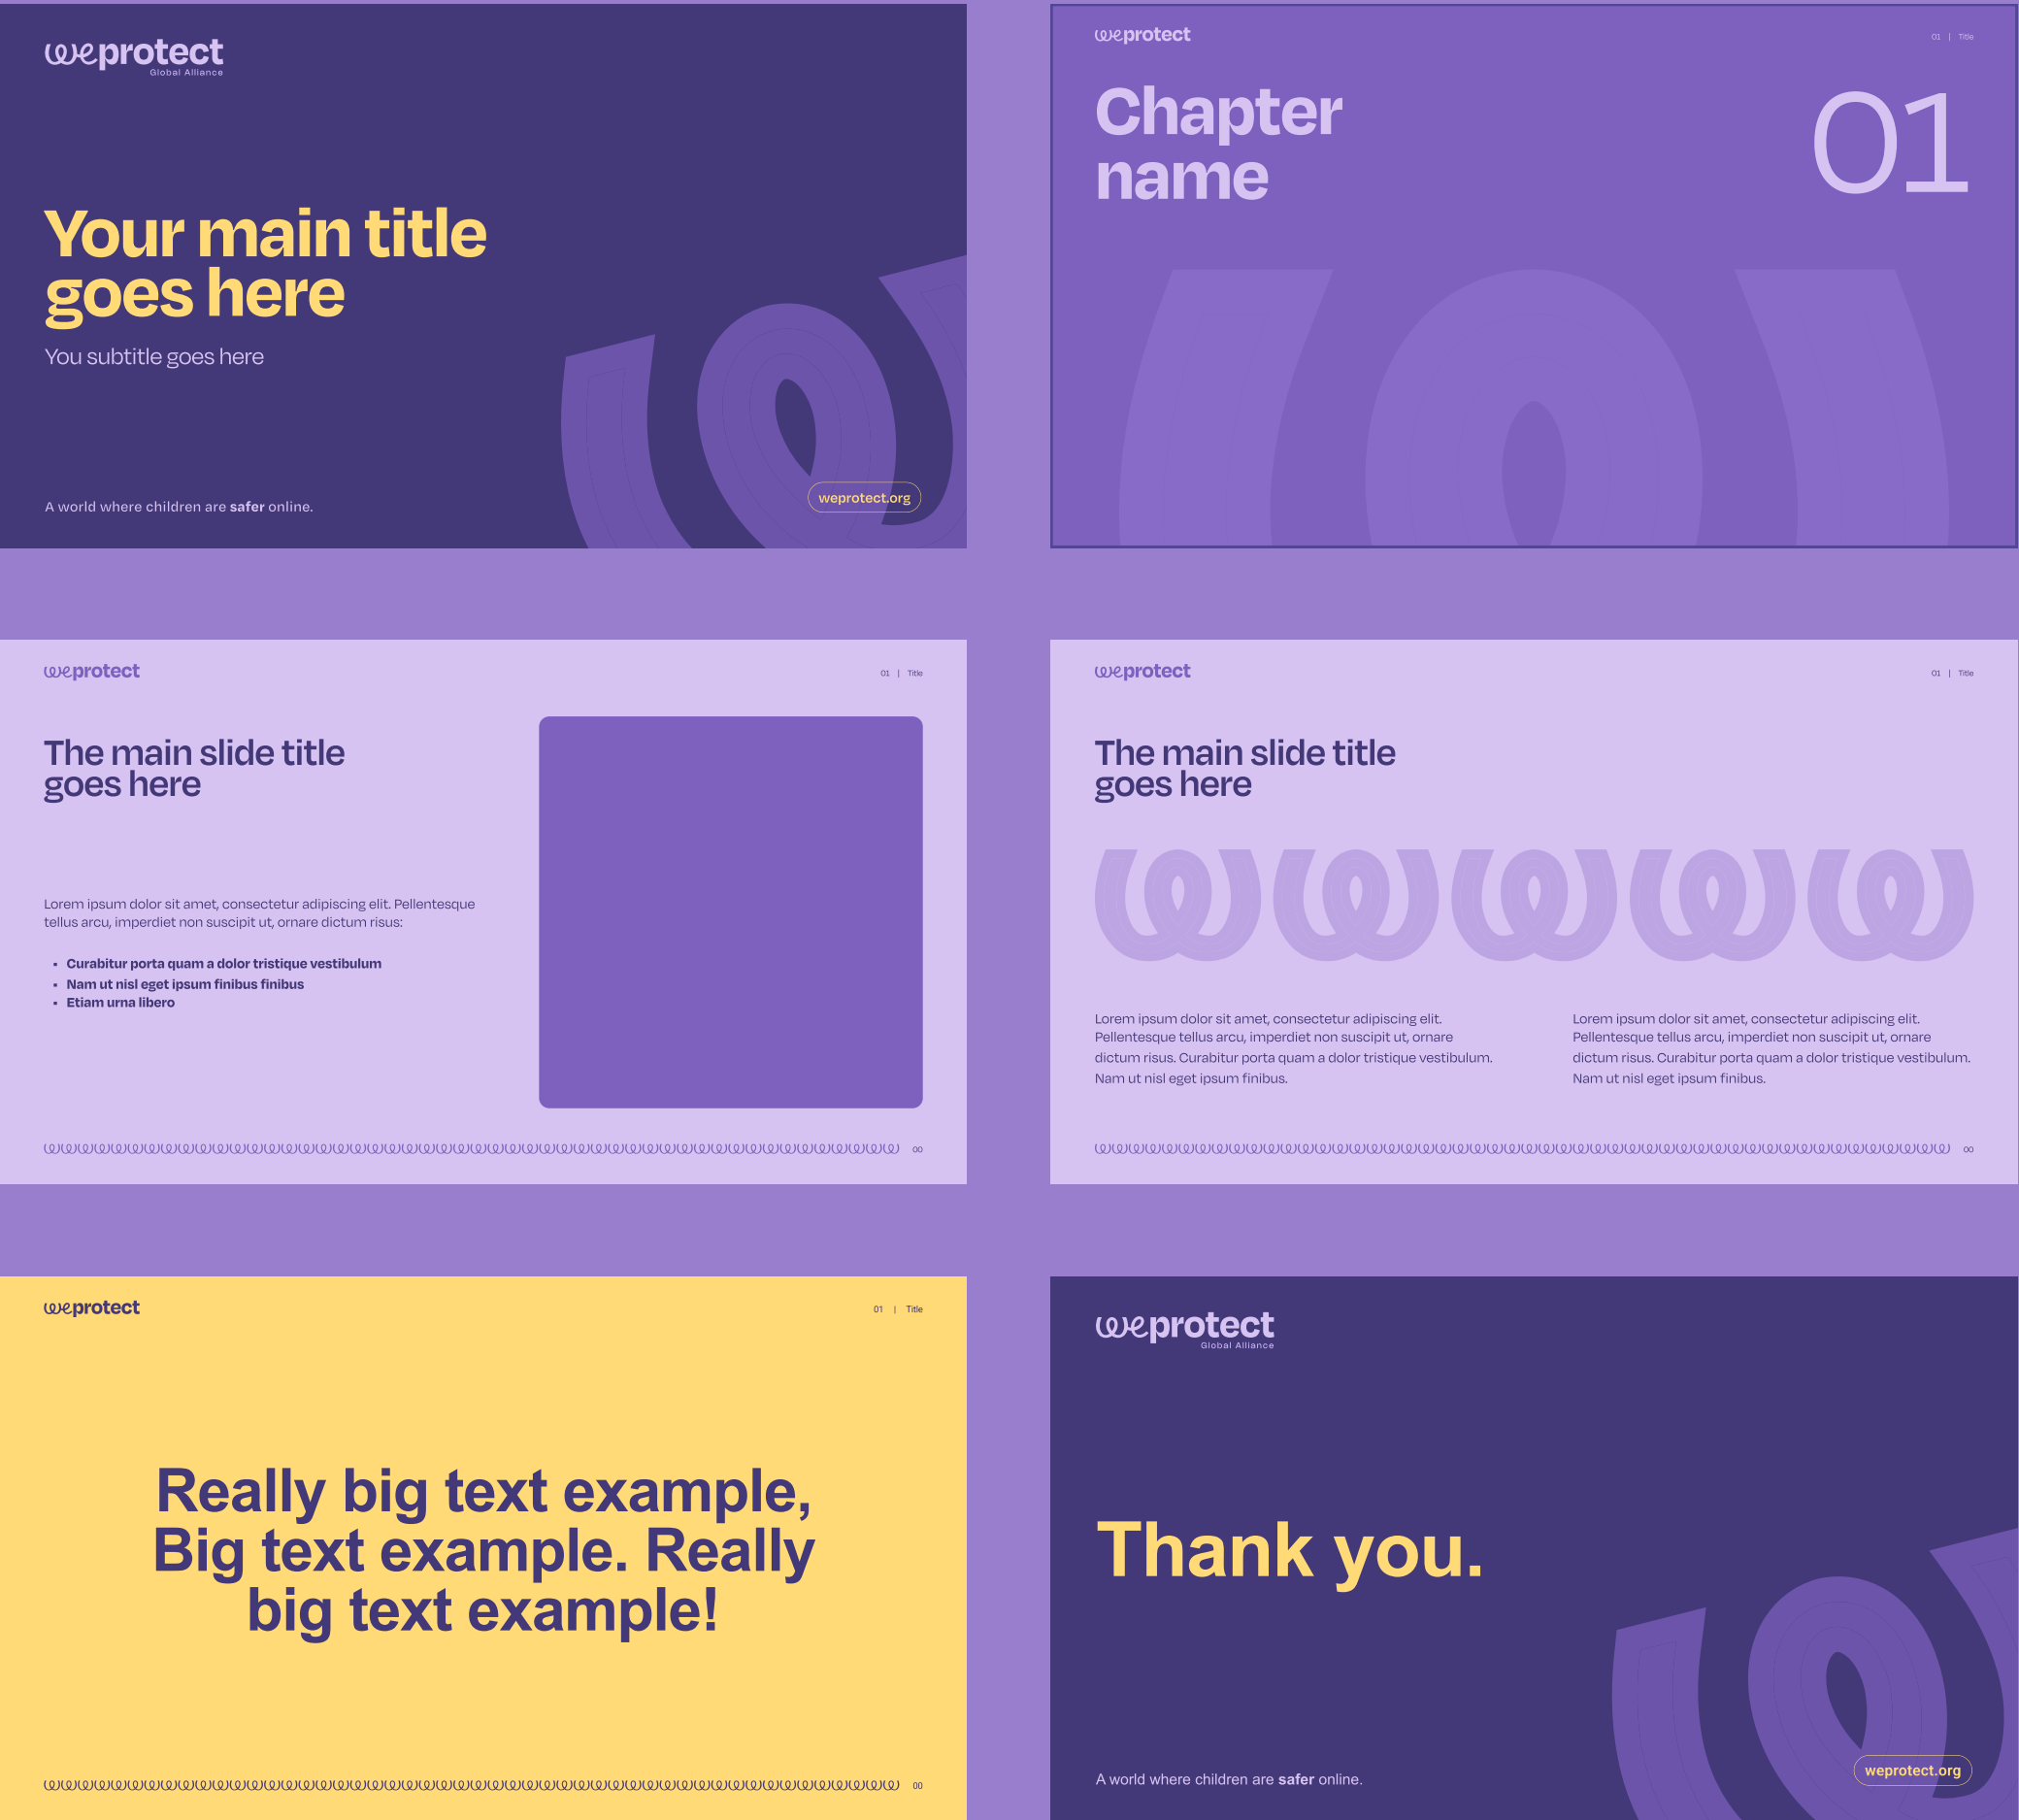 weprotect
Global Alliance
Your main title
goes here
You subtitle goes here
A world where children are safer online.
weprotect.org
weprotect
01 | Title
Chapter
name
01
weprotect
01 | Title
The main slide title
goes here
Lorem ipsum dolor sit amet, consectetur adipiscing elit. Pellentesque
tellus arcu, imperdiet non suscipit ut, ornare dictum risus:
• Curabitur porta quam a dolor tristique vestibulum
• Nam ut nisl eget ipsum finibus finibus
• Etiam urna libero
00
weprotect
01 | Title
The main slide title
goes here
Lorem ipsum dolor sit amet, consectetur adipiscing elit.
Pellentesque tellus arcu, imperdiet non suscipit ut, ornare
dictum risus. Curabitur porta quam a dolor tristique vestibulum.
Nam ut nisl eget ipsum finibus.
Lorem ipsum dolor sit amet, consectetur adipiscing elit.
Pellentesque tellus arcu, imperdiet non suscipit ut, ornare
dictum risus. Curabitur porta quam a dolor tristique vestibulum.
Nam ut nisl eget ipsum finibus.
00
weprotect
01 | Title
Really big text example,
Big text example. Really
big text example!
00
weprotect
Global Alliance
Thank you.
A world where children are safer online.
weprotect.org